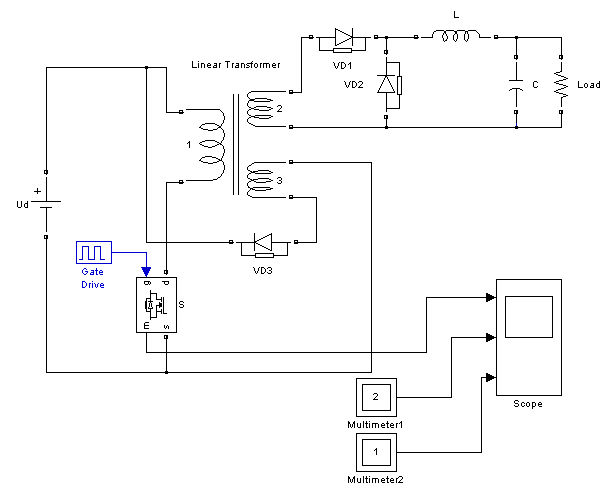 L
Linear Transformer
VD1
VD2
C
Load
2
1
3
+
Ud
VD3
Gate
Drive
g
D
S
m
s
2
Multimeter1
Scope
1
Multimeter2